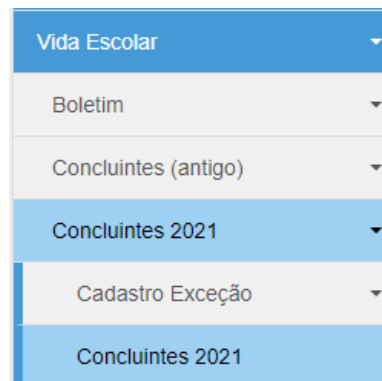 Vida Escolar
Boletim
Concluintes (antigo)
Concluintes 2021
Cadastro Exceção
Concluintes 2021